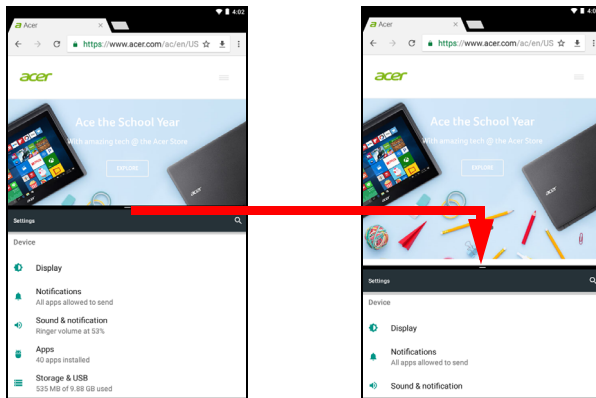 4:02
Acer ×
https://www.acer.com/ac/en/US
acer
Ace the School Year
With amazing tech @ the Acer Store
EXPLORE
acer
Settings
Device
Display
Notifications
All apps allowed to send
Sound & notification
Ringer volume at 53%
Apps
40 apps installed
Storage & USB
535 MB of 9.88 GB used
Acer ×
https://www.acer.com/ac/en/US
acer
Ace the School Year
With amazing tech @ the Acer Store
EXPLORE
acer
Settings
Device
Display
Notifications
All apps allowed to send
Sound & notification